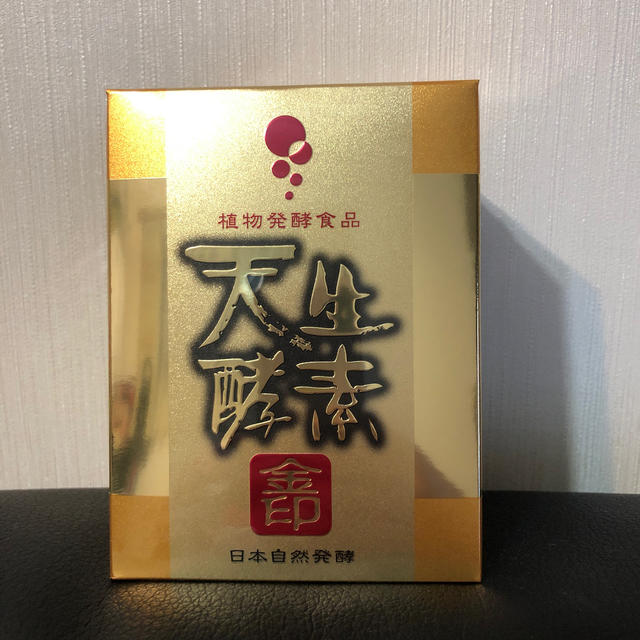 植物発酵食品
天生
酵素
金印
日本自然発酵